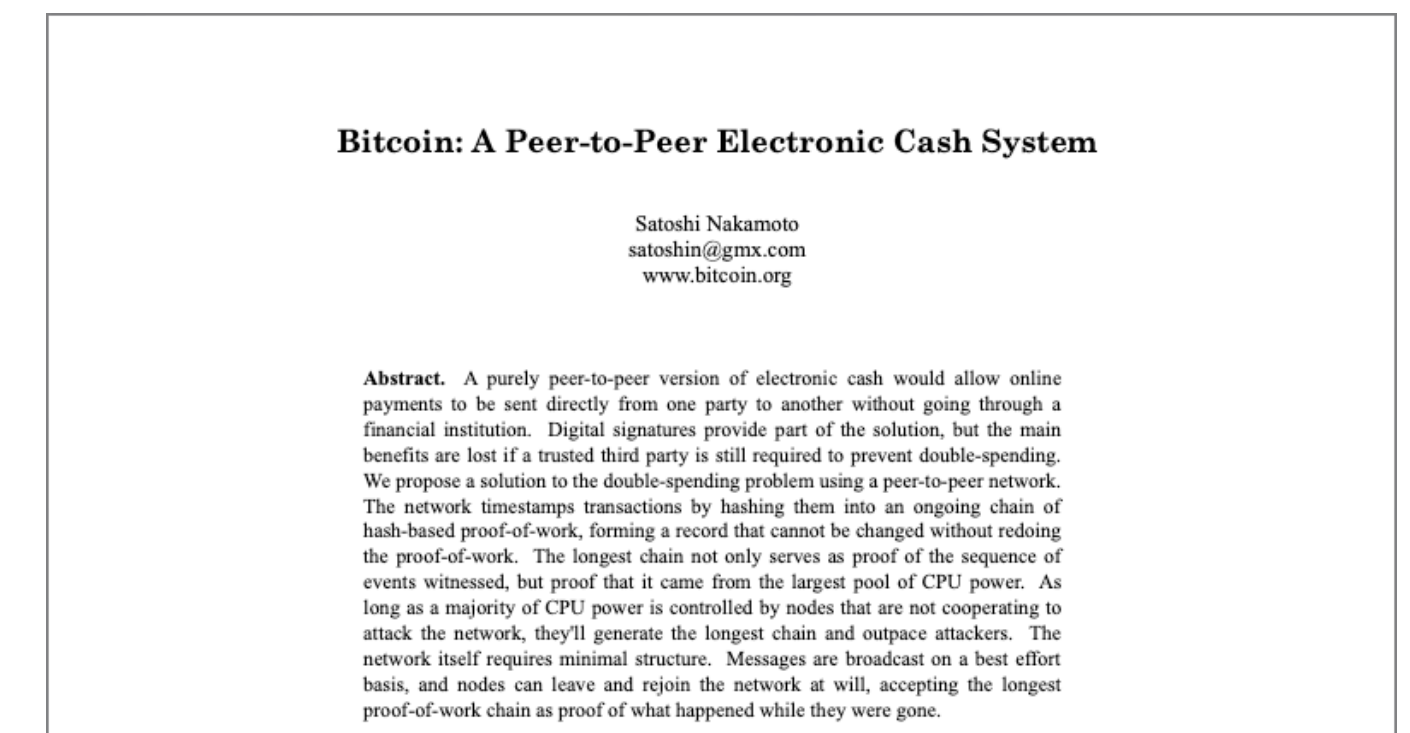 Bitcoin: A Peer-to-Peer Electronic Cash System
Satoshi Nakamoto
satoshin@gmx.com
www.bitcoin.org
Abstract. A purely peer-to-peer version of electronic cash would allow online
payments to be sent directly from one party to another without going through a
financial institution. Digital signatures provide part of the solution, but the main
benefits are lost if a trusted third party is still required to prevent double-spending.
We propose a solution to the double-spending problem using a peer-to-peer network.
The network timestamps transactions by hashing them into an ongoing chain of
hash-based proof-of-work, forming a record that cannot be changed without redoing
the proof-of-work. The longest chain not only serves as proof of the sequence of
events witnessed, but proof that it came from the largest pool of CPU power. As
long as a majority of CPU power is controlled by nodes that are not cooperating to
attack the network, they'll generate the longest chain and outpace attackers. The
network itself requires minimal structure. Messages are broadcast on a best effort
basis, and nodes can leave and rejoin the network at will, accepting the longest
proof-of-work chain as proof of what happened while they were gone.